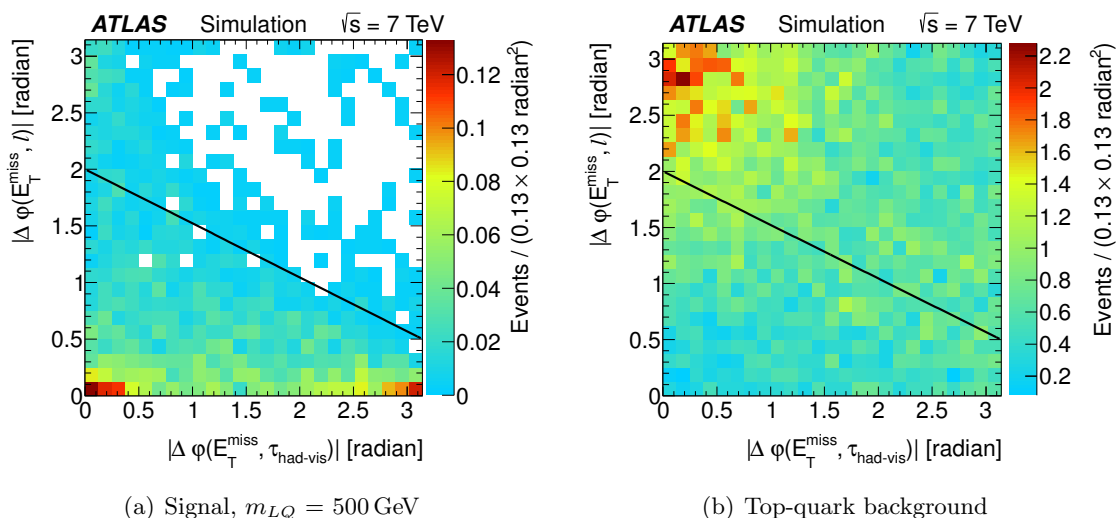 ATLAS Simulation √s = 7 TeV
|Δ φ(E_T^miss, l)| [radian]
3
2.5
2
1.5
1
0.5
0
0 0.5 1 1.5 2 2.5 3
|Δ φ(E_T^miss, τ_had-vis)| [radian]
0.12
0.1
0.08
0.06
0.04
0.02
0
Events / (0.13 × 0.13 radian²)
(a) Signal, m_LQ = 500 GeV
ATLAS Simulation √s = 7 TeV
|Δ φ(E_T^miss, l)| [radian]
3
2.5
2
1.5
1
0.5
0
0 0.5 1 1.5 2 2.5 3
|Δ φ(E_T^miss, τ_had-vis)| [radian]
2.2
2
1.8
1.6
1.4
1.2
1
0.8
0.6
0.4
0.2
Events / (0.13 × 0.13 radian²)
(b) Top-quark background